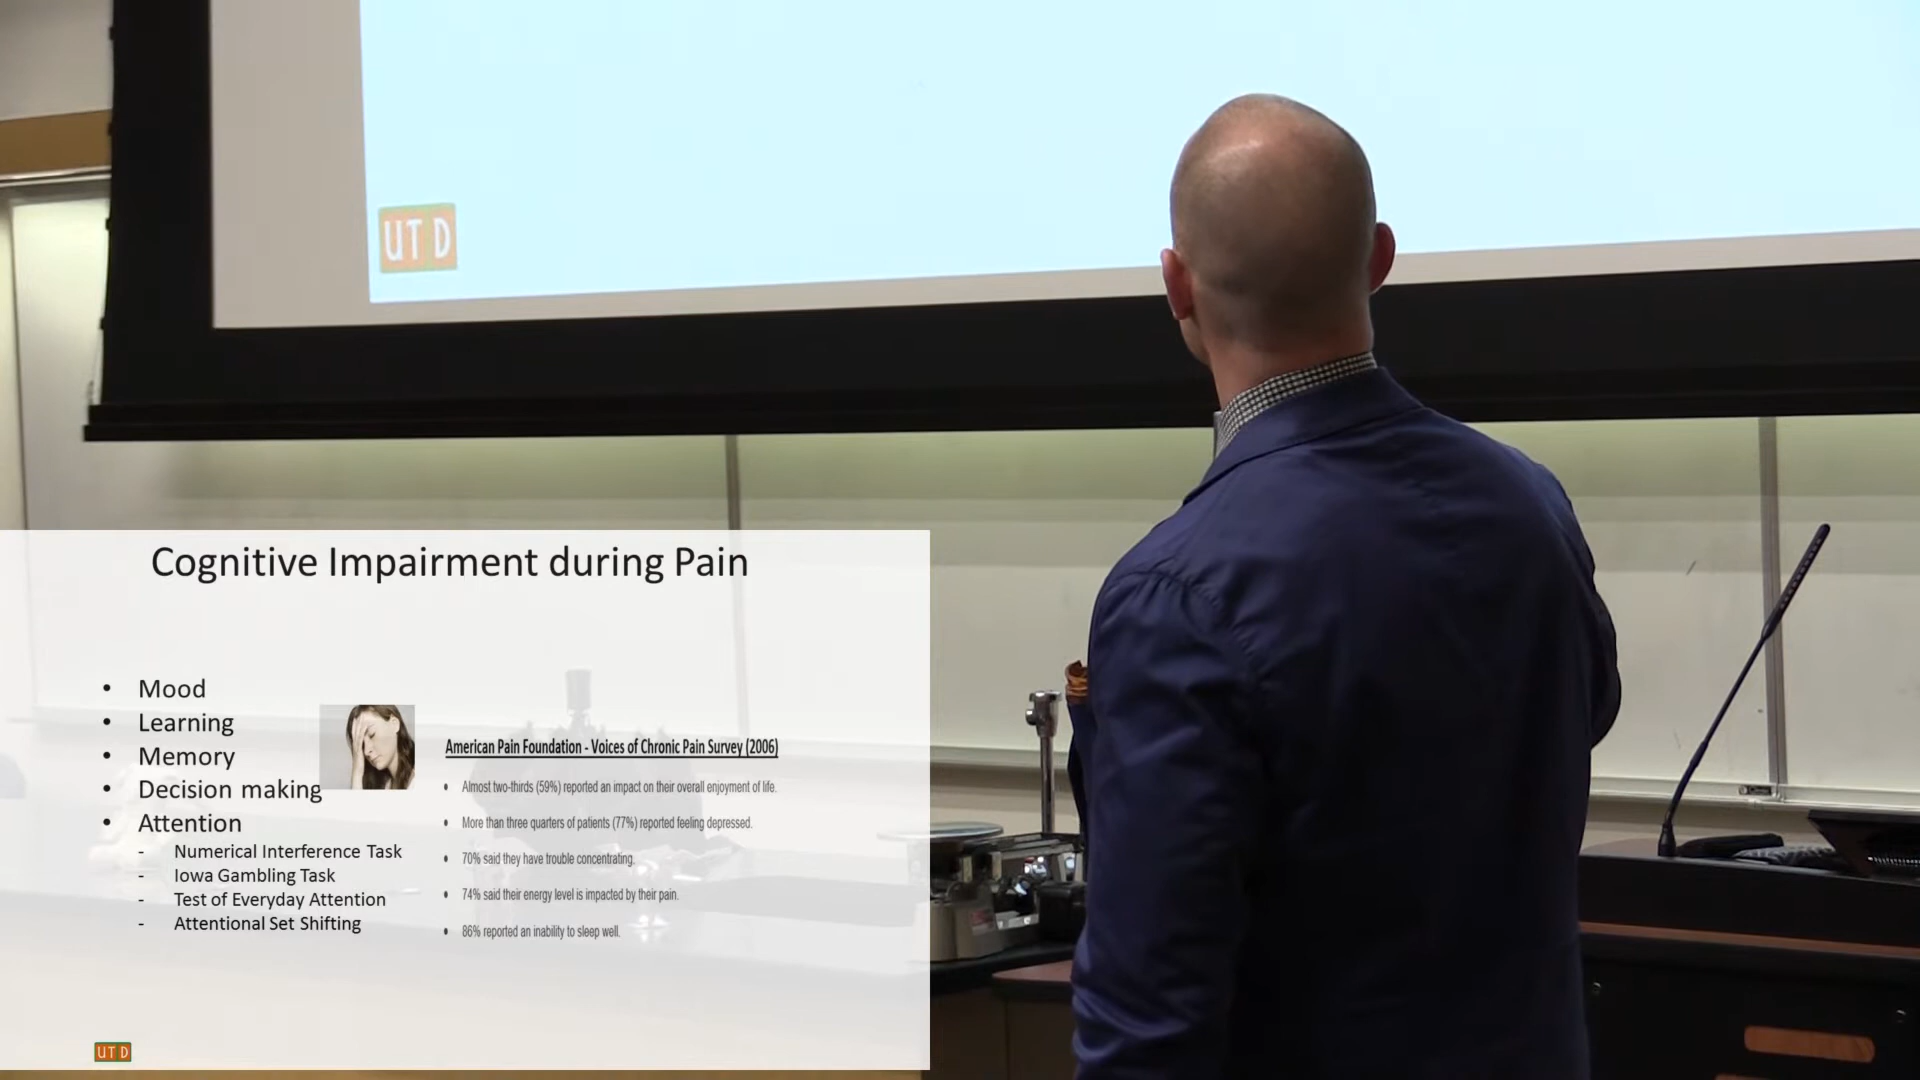 UT D
Cognitive Impairment during Pain
• Mood
• Learning
• Memory
• Decision making
• Attention
- Numerical Interference Task
- Iowa Gambling Task
- Test of Everyday Attention
- Attentional Set Shifting
American Pain Foundation - Voices of Chronic Pain Survey (2006)
• Almost two-thirds (59%) reported an impact on their overall enjoyment of life.
• More than three quarters of patients (77%) reported feeling depressed.
• 70% said they have trouble concentrating.
• 74% said their energy level is impacted by their pain.
• 86% reported an inability to sleep well.
UT D